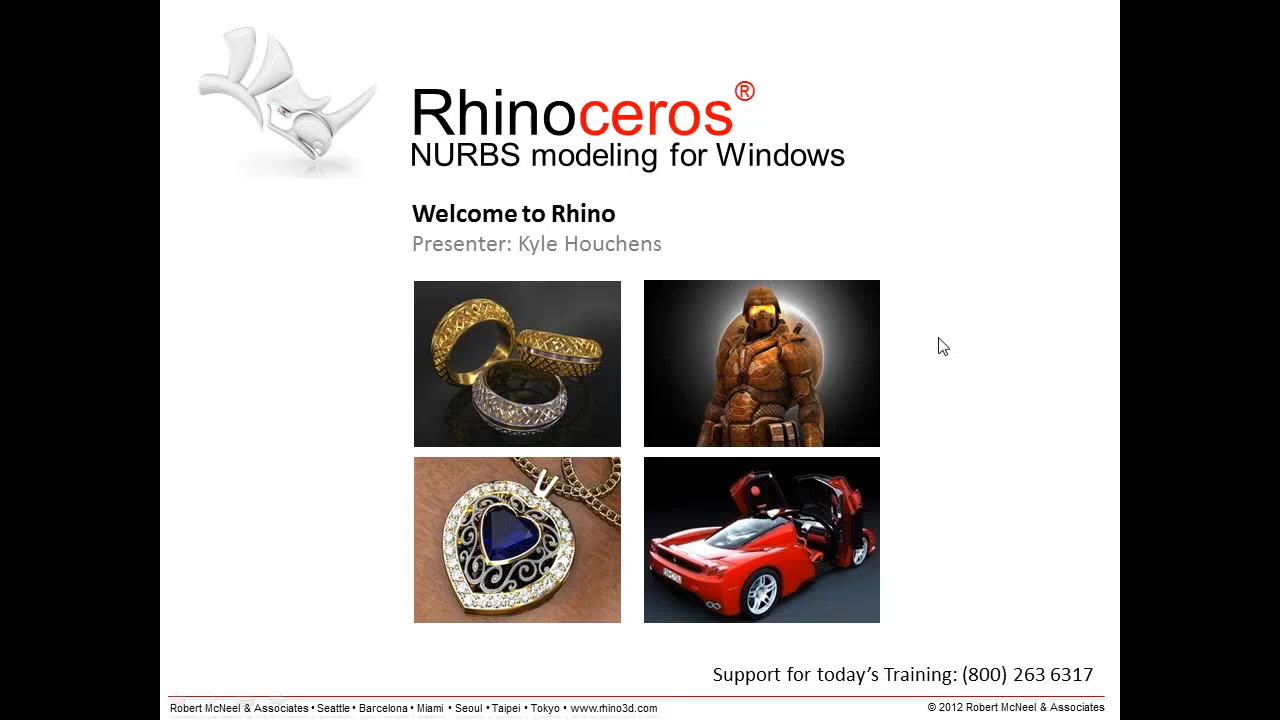 Rhinoceros®
NURBS modeling for Windows
Welcome to Rhino
Presenter: Kyle Houchens
Support for today's Training: (800) 263 6317
Robert McNeel & Associates • Seattle • Barcelona • Miami • Seoul • Taipei • Tokyo • www.rhino3d.com
© 2012 Robert McNeel & Associates